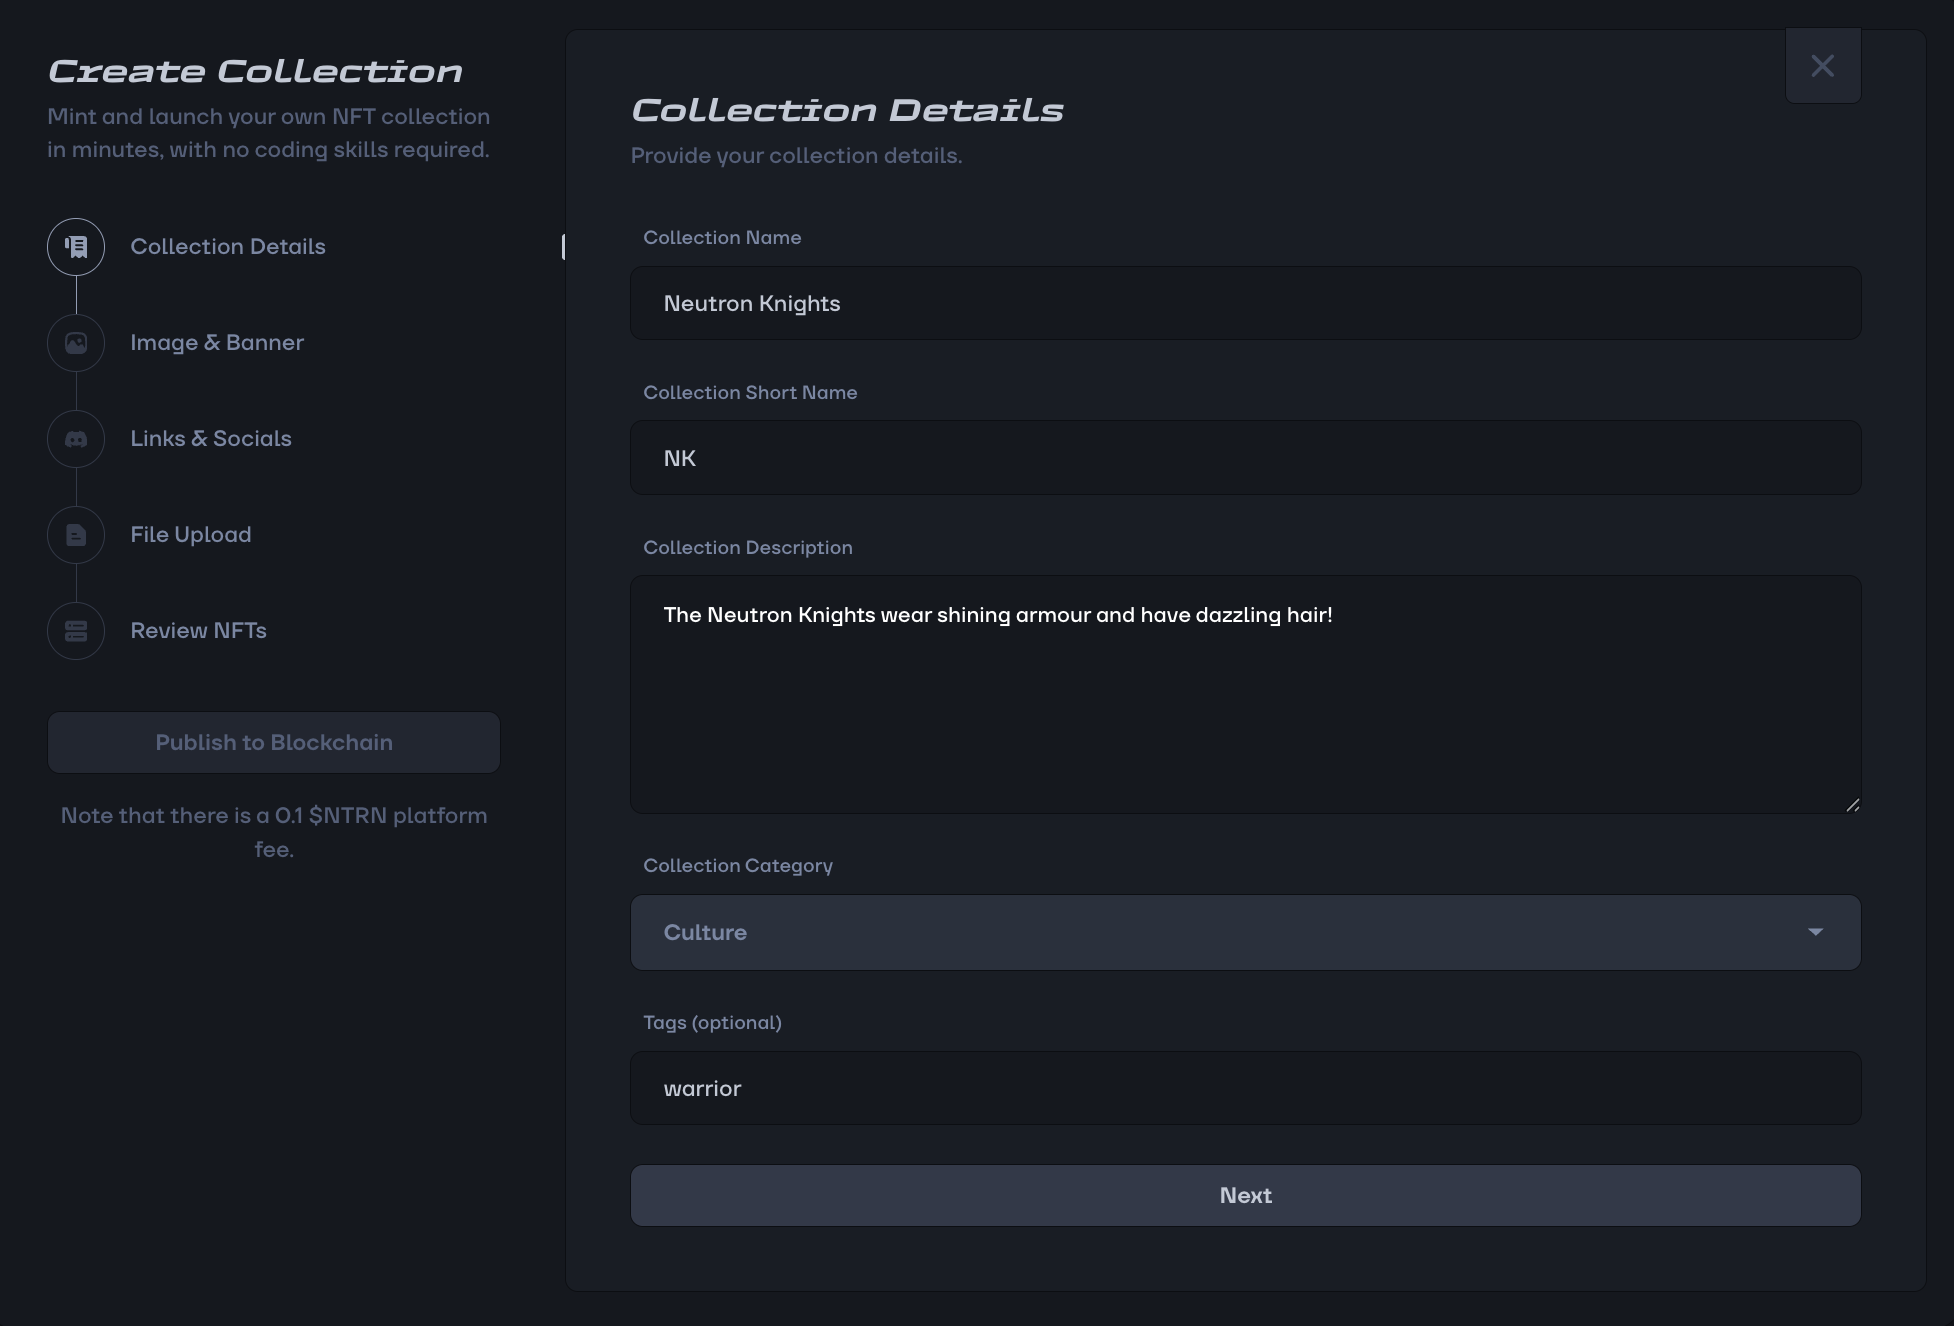 Create Collection
Mint and launch your own NFT collection
in minutes, with no coding skills required.
Collection Details
Image & Banner
Links & Socials
File Upload
Review NFTs
Publish to Blockchain
Note that there is a 0.1 $NTRN platform
fee.
Collection Details
Provide your collection details.
Collection Name
Neutron Knights
Collection Short Name
NK
Collection Description
The Neutron Knights wear shining armour and have dazzling hair!
Collection Category
Culture
Tags (optional)
warrior
Next